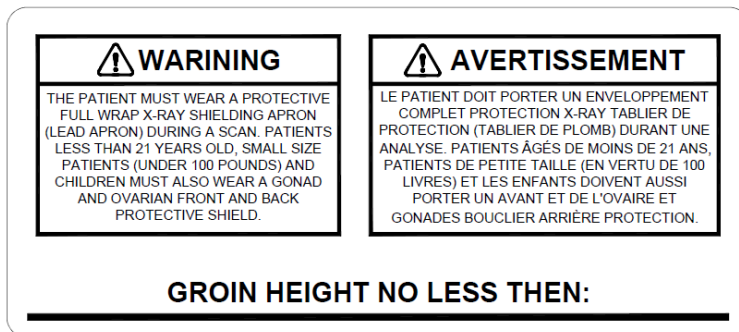 WARINING
THE PATIENT MUST WEAR A PROTECTIVE
FULL WRAP X-RAY SHIELDING APRON
(LEAD APRON) DURING A SCAN. PATIENTS
LESS THAN 21 YEARS OLD, SMALL SIZE
PATIENTS (UNDER 100 POUNDS) AND
CHILDREN MUST ALSO WEAR A GONAD
AND OVARIAN FRONT AND BACK
PROTECTIVE SHIELD.
AVERTISSEMENT
LE PATIENT DOIT PORTER UN ENVELOPPEMENT
COMPLET PROTECTION X-RAY TABLIER DE
PROTECTION (TABLIER DE PLOMB) DURANT UNE
ANALYSE. PATIENTS ÂGÉS DE MOINS DE 21 ANS,
PATIENTS DE PETITE TAILLE (EN VERTU DE 100
LIVRES) ET LES ENFANTS DOIVENT AUSSI
PORTER UN AVANT ET DE L'OVAIRE ET
GONADES BOUCLIER ARRIÈRE PROTECTION.
GROIN HEIGHT NO LESS THEN: